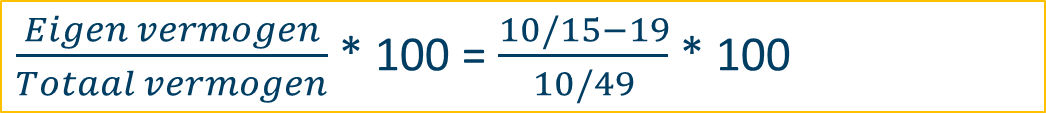 Eigen vermogen / Totaal vermogen * 100 = 10/15−19 / 10/49 * 100